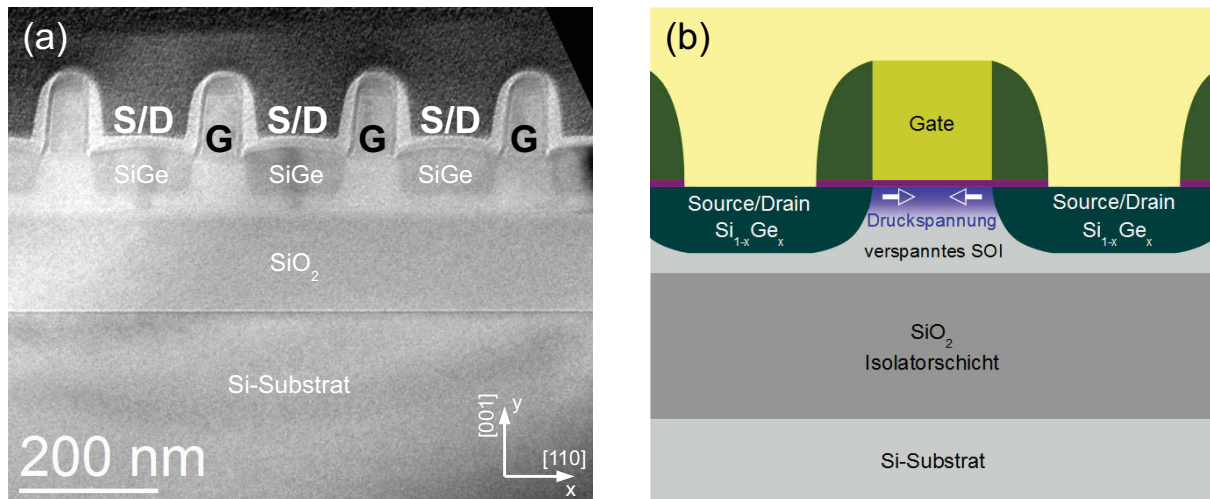 (a)
S/D
S/D
S/D
G
G
G
SiGe
SiGe
SiGe
SiO2
Si-Substrat
200 nm
[001]
y
[110]
x
(b)
Gate
Source/Drain
Si1-xGex
Druckspannung
verspanntes SOI
Source/Drain
Si1-xGex
SiO2
Isolatorschicht
Si-Substrat